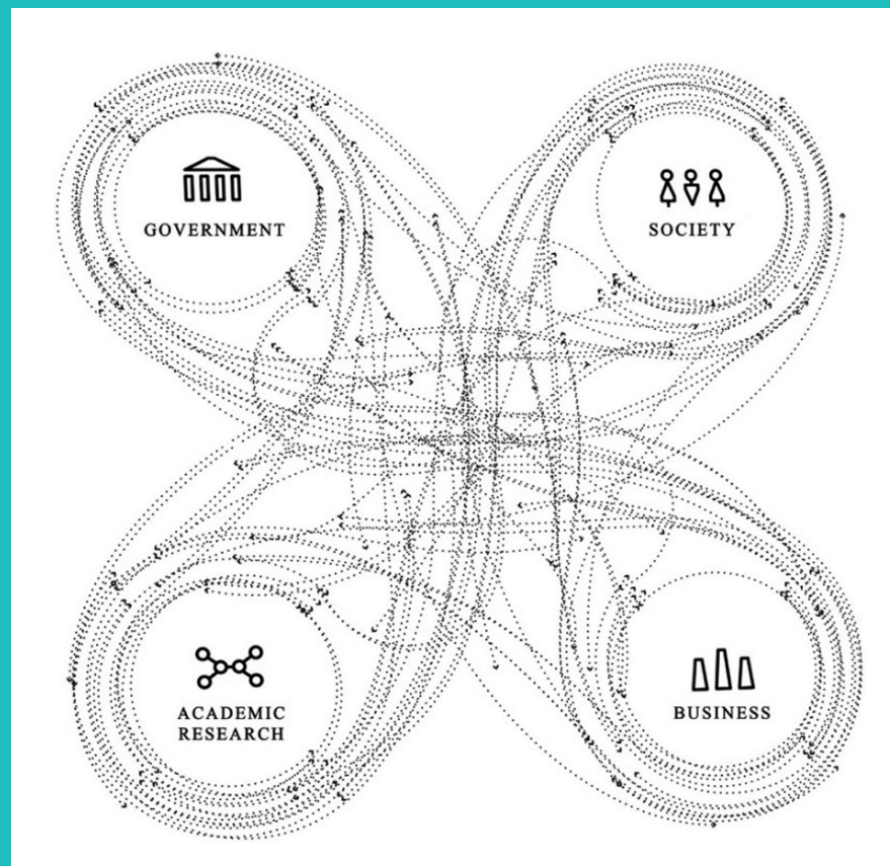 GOVERNMENT
SOCIETY
ACADEMIC
RESEARCH
BUSINESS